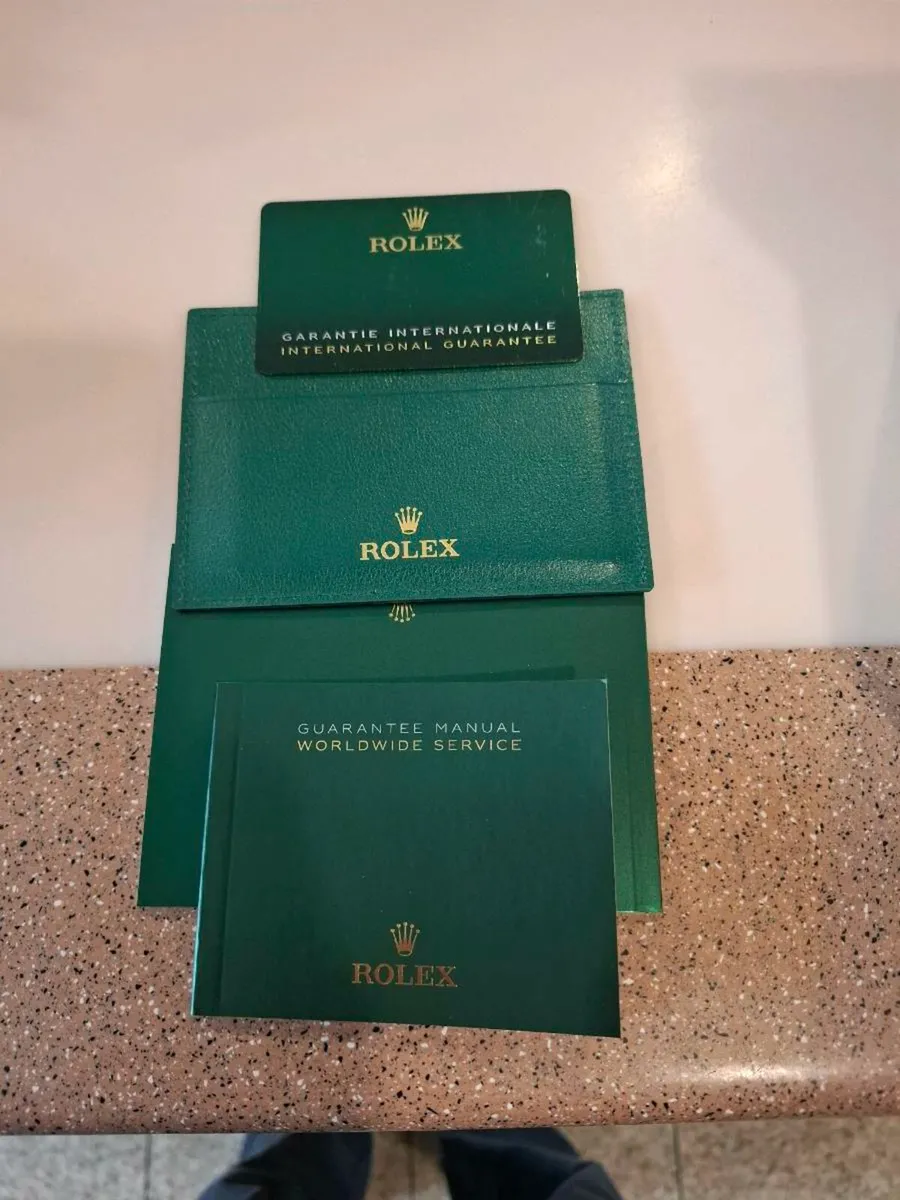 ROLEX
GARANTIE INTERNATIONALE
INTERNATIONAL GUARANTEE
ROLEX
GUARANTEE MANUAL
WORLDWIDE SERVICE
ROLEX